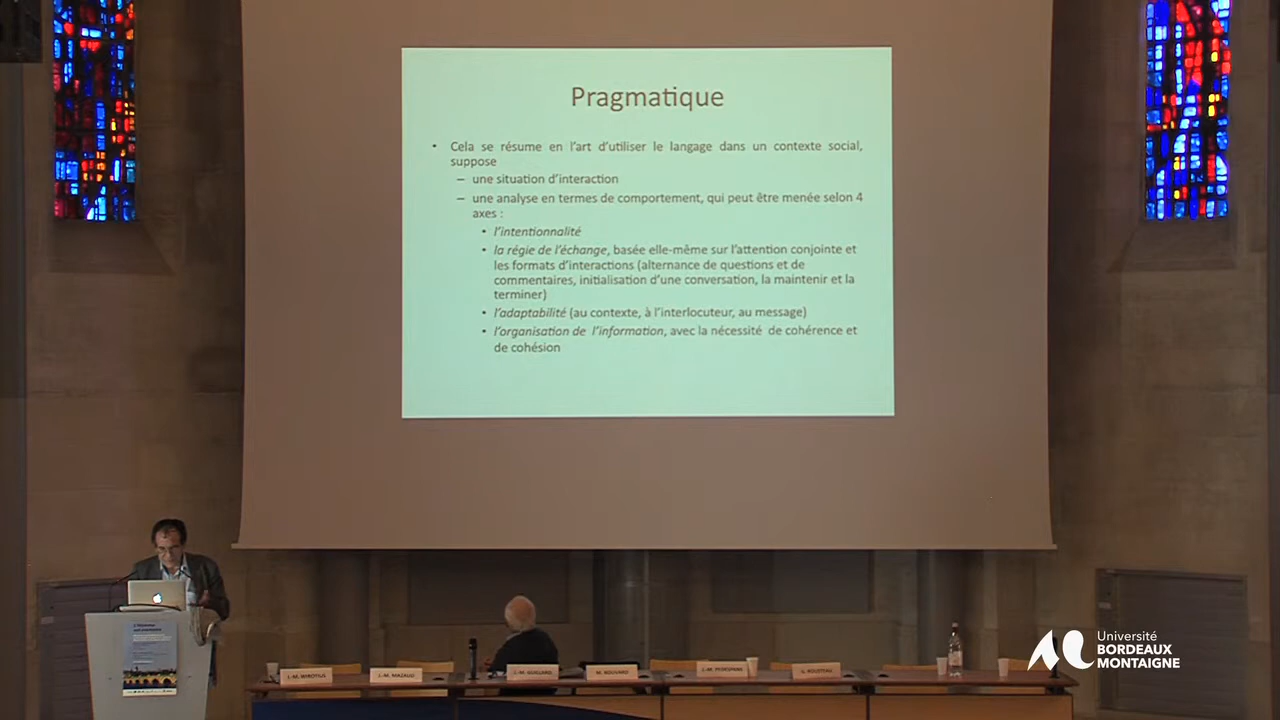 Pragmatique
• Cela se résume en l'art d'utiliser le langage dans un contexte social,
suppose
– une situation d'interaction
– une analyse en termes de comportement, qui peut être menée selon 4
axes :
• l'intentionnalité
• la régie de l'échange, basée elle-même sur l'attention conjointe et
les formats d'interactions (alternance de questions et de
commentaires, initialisation d'une conversation, la maintenir et la
terminer)
• l'adaptabilité (au contexte, à l'interlocuteur, au message)
• l'organisation de l'information, avec la nécessité de cohérence et
de cohésion
J.-M. WIROTIUS
J.-M. MAZAUX
M. ROUVARD
Université
BORDEAUX
MONTAIGNE